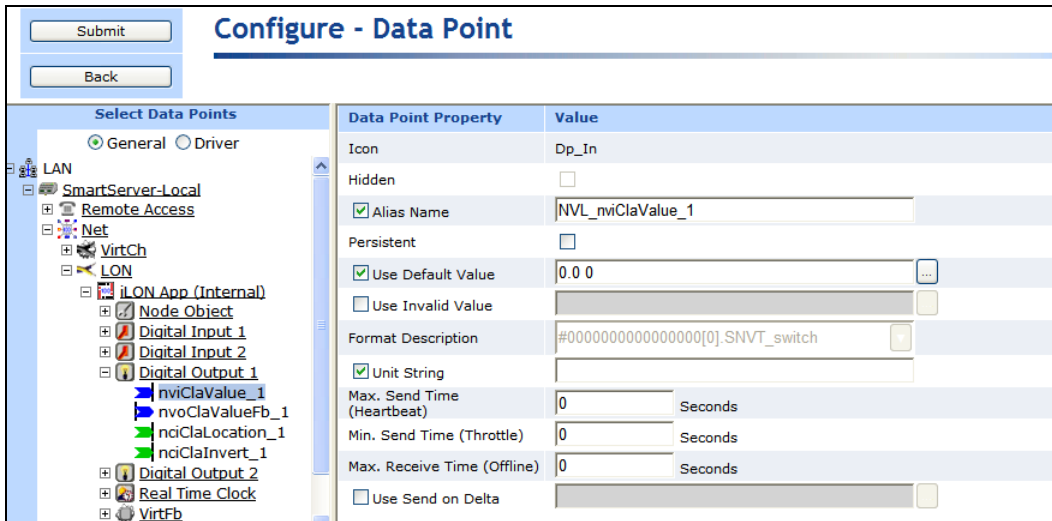 Submit
Configure - Data Point
Back
Select Data Points
General Driver
LAN
SmartServer-Local
Remote Access
Net
VirtCh
LON
iLON App (Internal)
Node Object
Digital Input 1
Digital Input 2
Digital Output 1
nviClaValue_1
nvoClaValueFb_1
nciClaLocation_1
nciClaInvert_1
Digital Output 2
Real Time Clock
VirtFb
Data Point Property Value
Icon Dp_In
Hidden
Alias Name NVL_nviClaValue_1
Persistent
Use Default Value 0.0 0 ...
Use Invalid Value
Format Description #0000000000000000[0].SNVT_switch
Unit String
Max. Send Time
(Heartbeat) 0 Seconds
Min. Send Time (Throttle) 0 Seconds
Max. Receive Time (Offline) 0 Seconds
Use Send on Delta